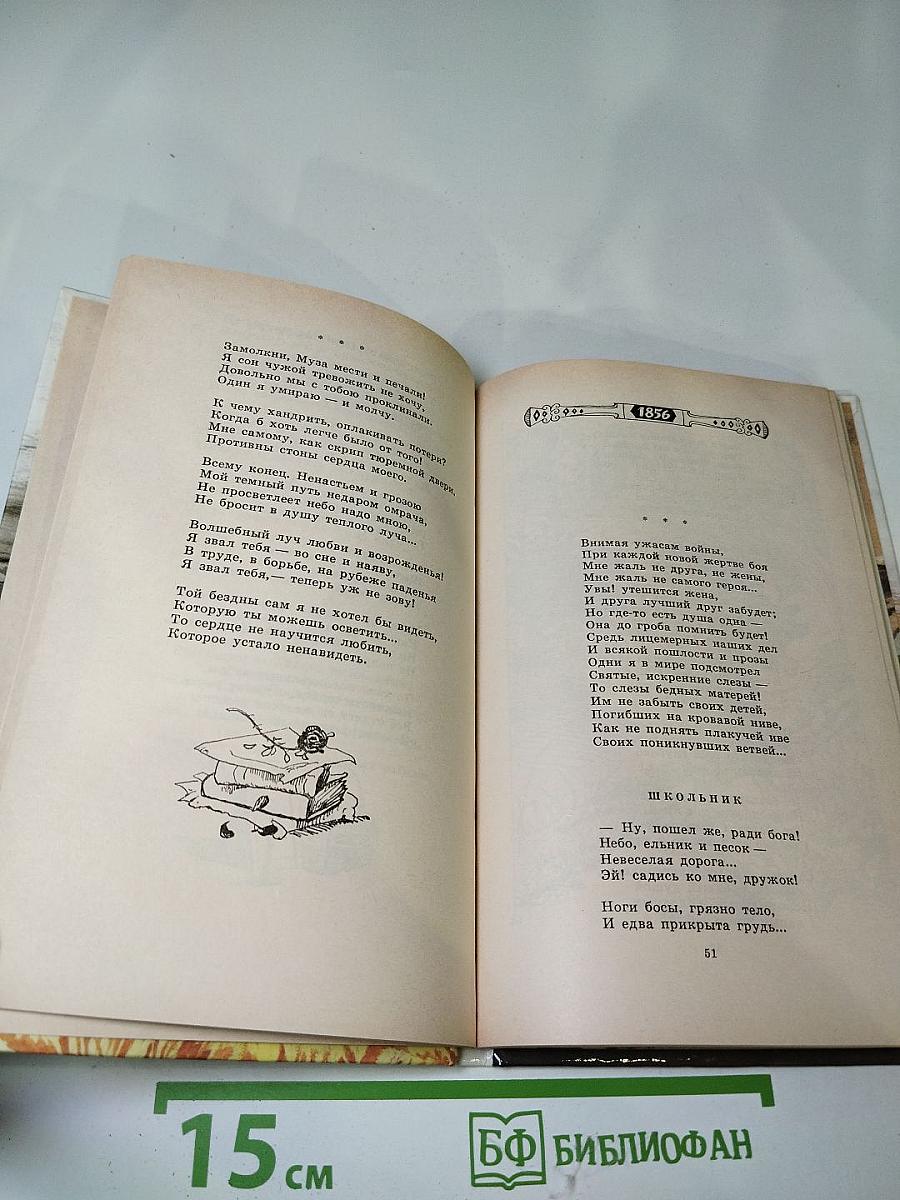 * * *
Замолкни, Муза мести и печали!
Я сон чужой тревожить не хочу,
Довольно мы с тобою проклинали.
Один я умираю — и молчу.
К чему хандрить, оплакивать потери?
Когда б хоть легче было от того!
Мне самому, как скрип тюремной двери,
Противны стоны сердца моего.
Всему конец. Ненастьем и грозою
Мой темный путь недаром омрача,
Не просветлеет небо надо мною,
Не бросит в душу теплого луча...
Волшебный луч любви и возрожденья!
Я звал тебя — во сне и наяву,
В труде, в борьбе, на рубеже паденья
Я звал тебя,— теперь уж не зову!
Той бездны сам я не хотел бы видеть,
Которую ты можешь осветить...
То сердце не научится любить,
Которое устало ненавидеть.
1856
* * *
Внимая ужасам войны,
При каждой новой жертве боя
Мне жаль не друга, не жены,
Мне жаль не самого героя...
Увы! утешится жена,
И друга лучший друг забудет;
Но где-то есть душа одна —
Она до гроба помнить будет!
Средь лицемерных наших дел
И всякой пошлости и прозы
Одни я в мире подсмотрел
Святые, искренние слезы —
То слезы бедных матерей!
Им не забыть своих детей,
Погибших на кровавой ниве,
Как не поднять плакучей иве
Своих поникнувших ветвей...
ШКОЛЬНИК
— Ну, пошел же, ради бога!
Небо, ельник и песок —
Невеселая дорога...
Эй! садись ко мне, дружок!
Ноги босы, грязно тело,
И едва прикрыта грудь...
51
15 см
БФ БИБЛИОФАН